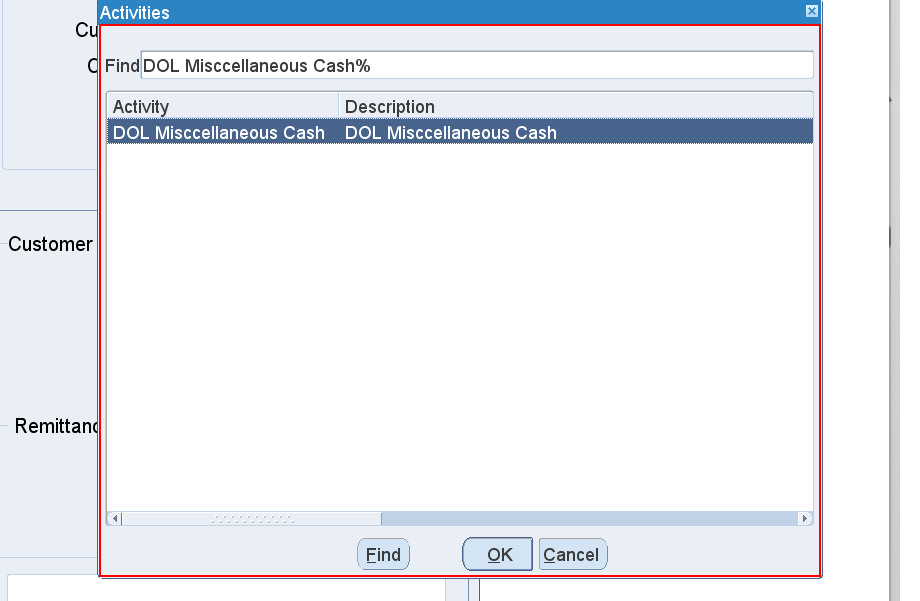 Activities
Cu
C
Find DOL Misccellaneous Cash%
Activity Description
DOL Misccellaneous Cash DOL Misccellaneous Cash
Customer
Remittanc
Find OK Cancel